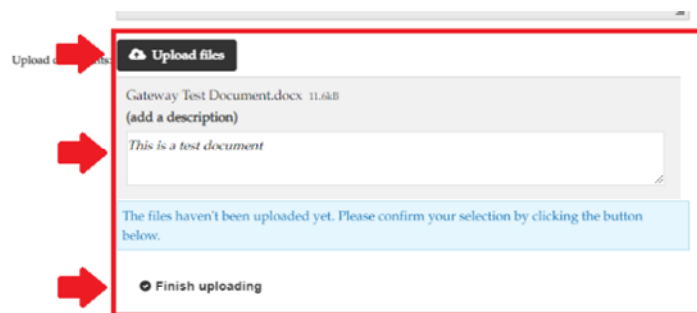 Upload files
Gateway Test Document.docx 11.6kB
(add a description)
This is a test document
The files haven't been uploaded yet. Please confirm your selection by clicking the button
below.
Finish uploading